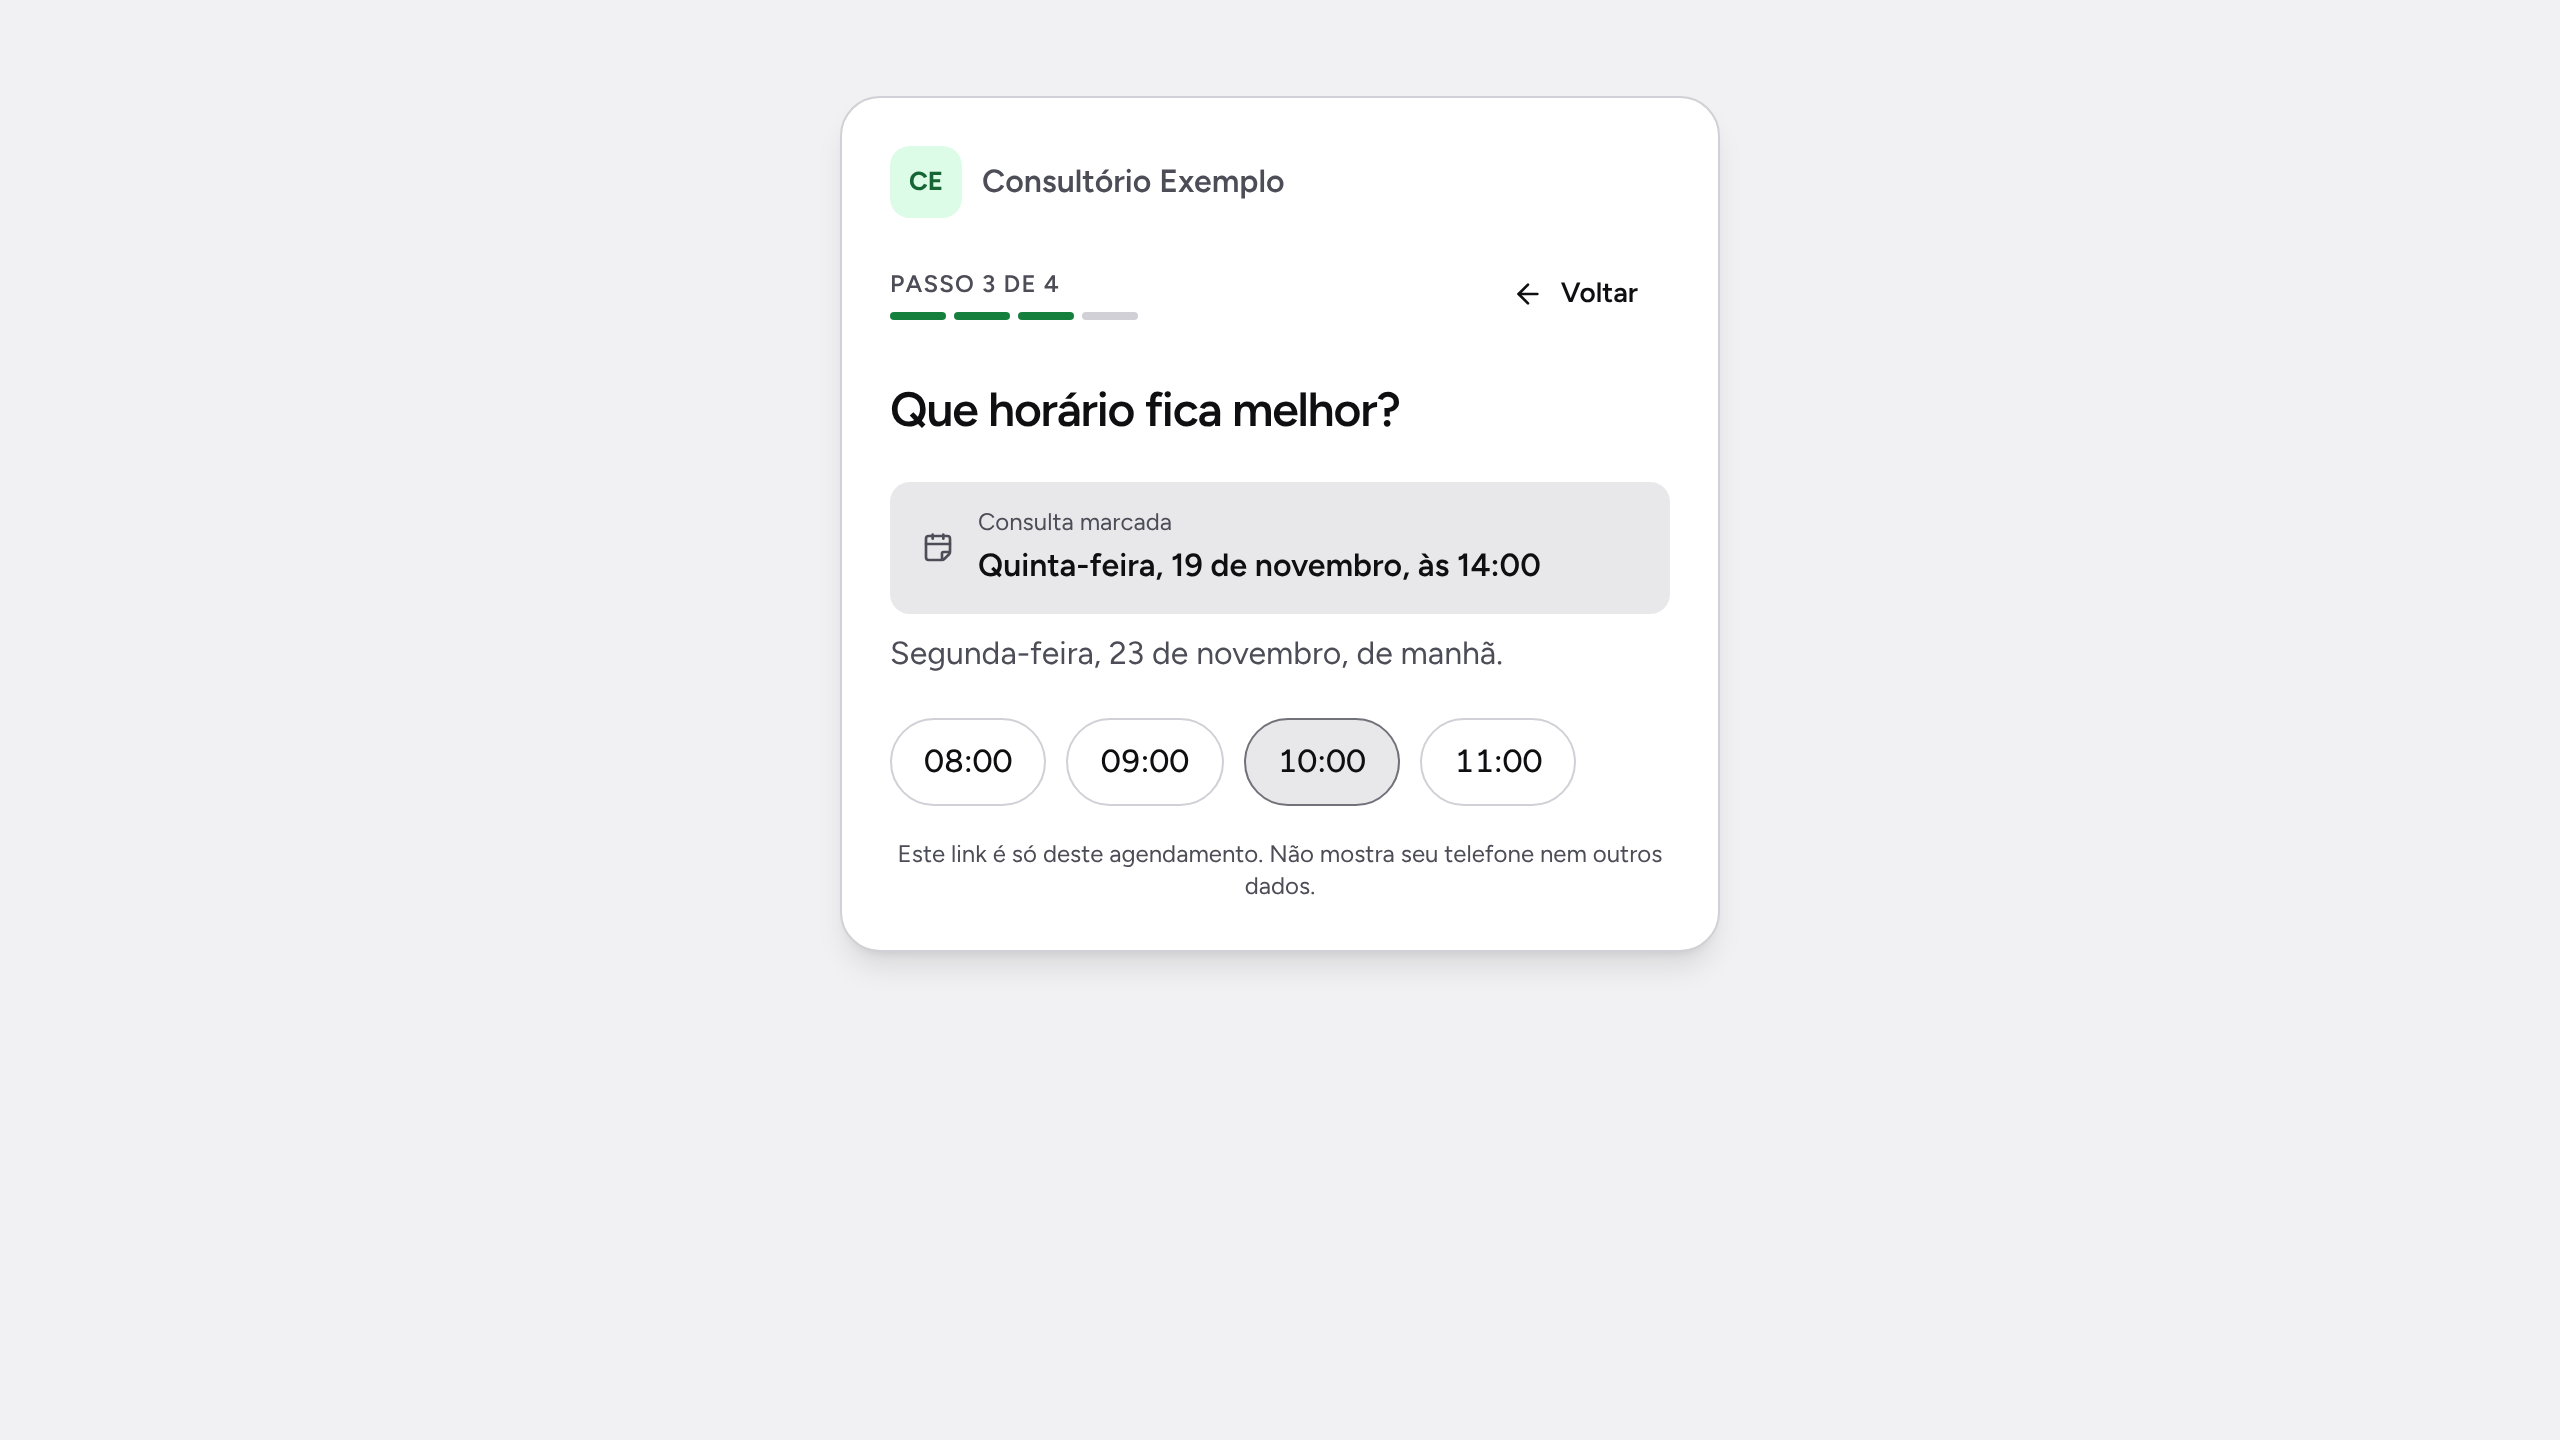 CE
Consultório Exemplo
PASSO 3 DE 4
Voltar
Que horário fica melhor?
Consulta marcada
Quinta-feira, 19 de novembro, às 14:00
Segunda-feira, 23 de novembro, de manhã.
08:00
09:00
10:00
11:00
Este link é só deste agendamento. Não mostra seu telefone nem outros
dados.